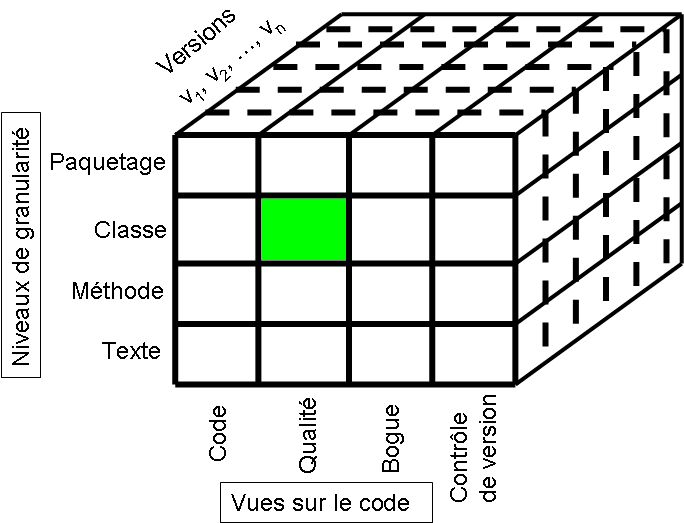 Versions
v1, v2, ..., vn
Niveaux de granularité
Paquetage
Classe
Méthode
Texte
Code
Qualité
Bogue
Contrôle
de version
Vues sur le code